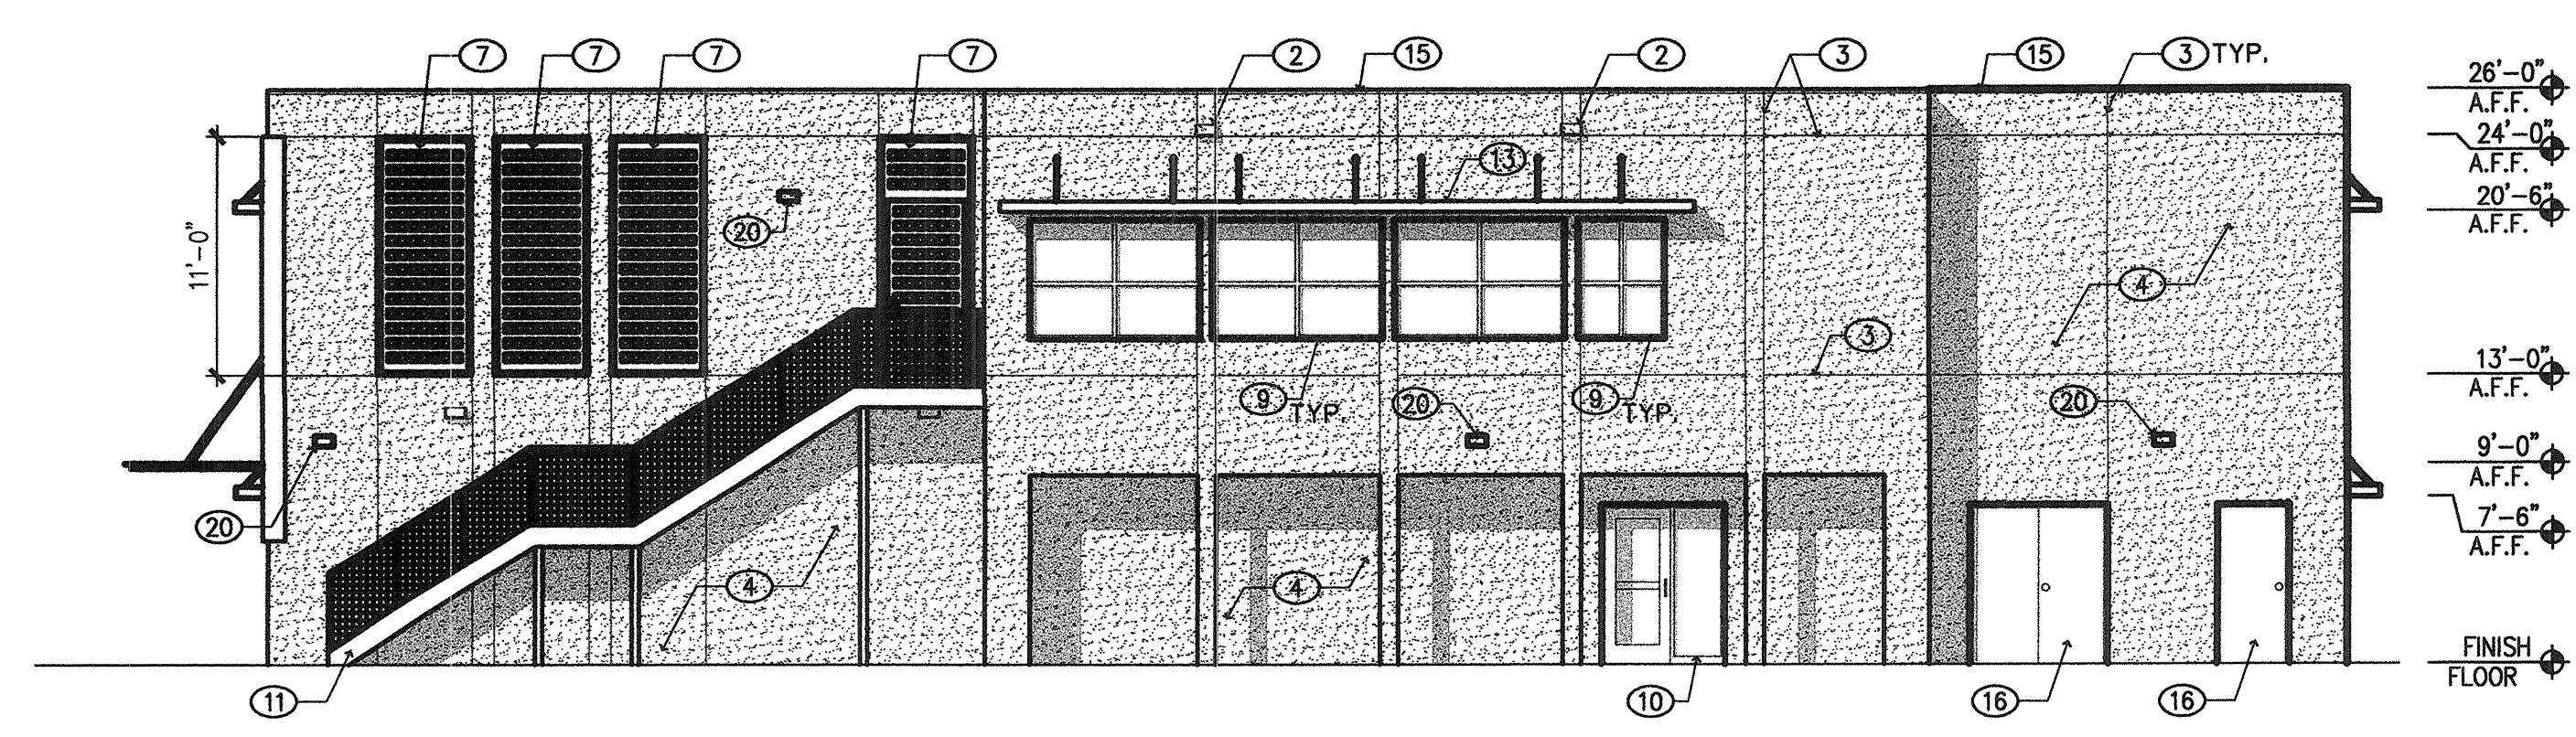 7 7 7 7 2 15 2 3 15 3 TYP.
26'-0"
A.F.F.
24'-0"
A.F.F.
13
20'-6"
A.F.F.
20
11'-0"
4
3
13'-0"
A.F.F.
9 TYP.
20
9 TYP.
20
9'-0"
A.F.F.
20
7'-6"
A.F.F.
4
4
FINISH
FLOOR
11
10
16
16